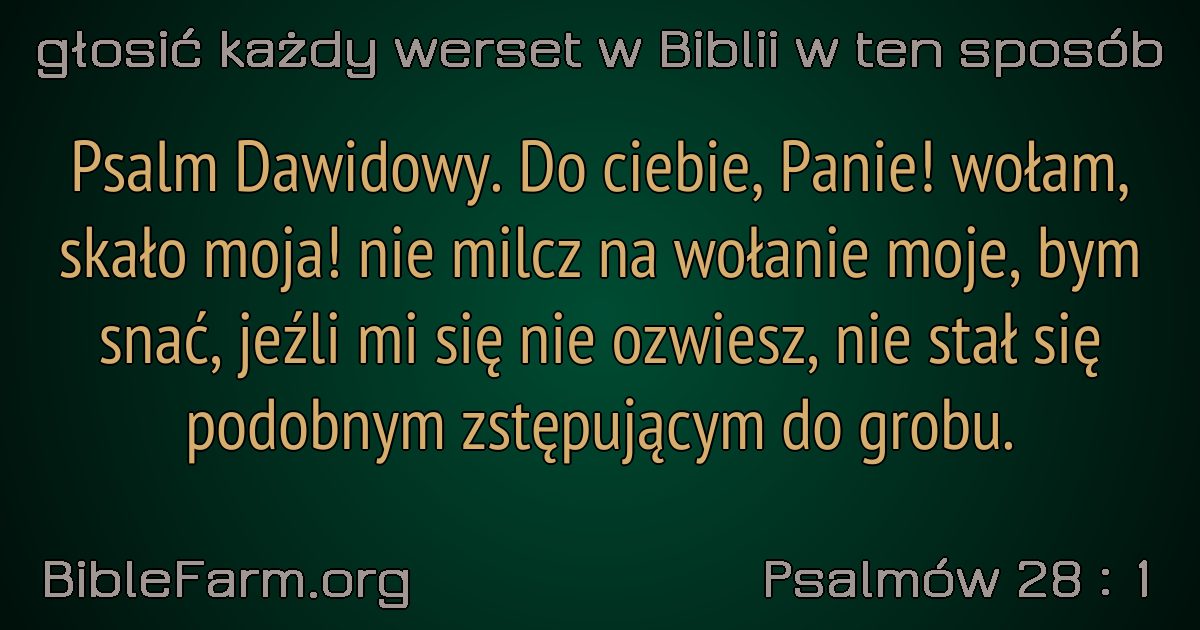 głosić każdy werset w Biblii w ten sposób
Psalm Dawidowy. Do ciebie, Panie! wołam,
skało moja! nie milcz na wołanie moje, bym
snać, jeźli mi się nie ozwiesz, nie stał się
podobnym zstępującym do grobu.
BibleFarm.org
Psalmów 28 : 1